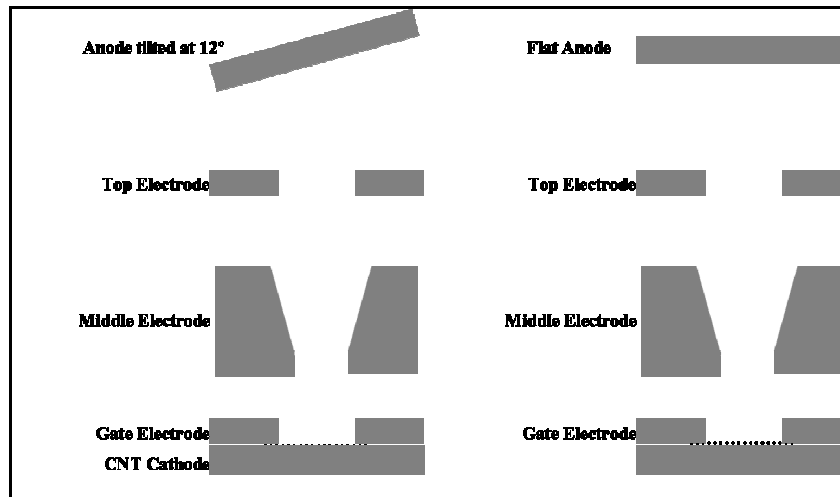 Anode tilted at 12°
Top Electrode
Middle Electrode
Gate Electrode
CNT Cathode
Flat Anode
Top Electrode
Middle Electrode
Gate Electrode